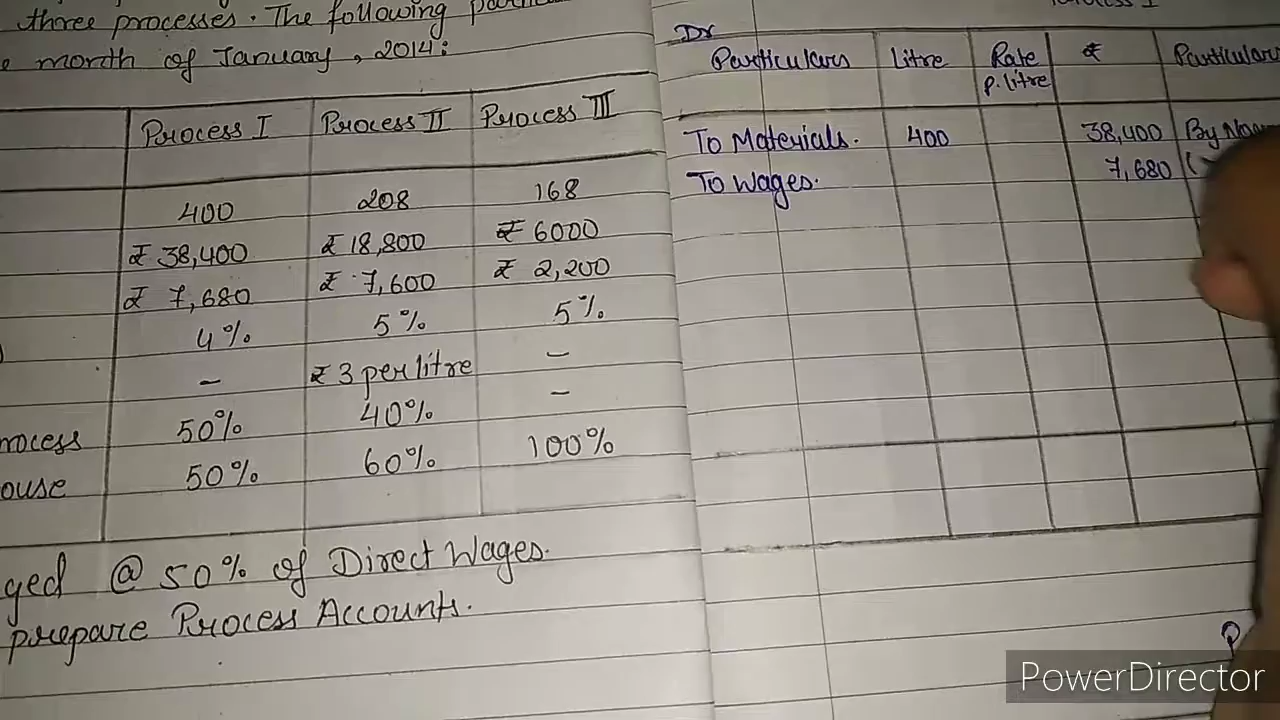 three processes. The following
e month of January, 2014:
Process I Process II Process III
400 208 168
₹ 38,400 ₹ 18,800 ₹ 6000
₹ 7,680 ₹ 7,600 ₹ 2,200
4% 5% 5%
- ₹ 3 per litre -
rocess 50% 40% -
ouse 50% 60% 100%
ged @ 50% of Direct Wages.
prepare Process Accounts.
Dr
Particulars Litre Rate p. litre ₹ Particulars
To Materials. 400 38,400 By
To Wages. 7,680
PowerDirector